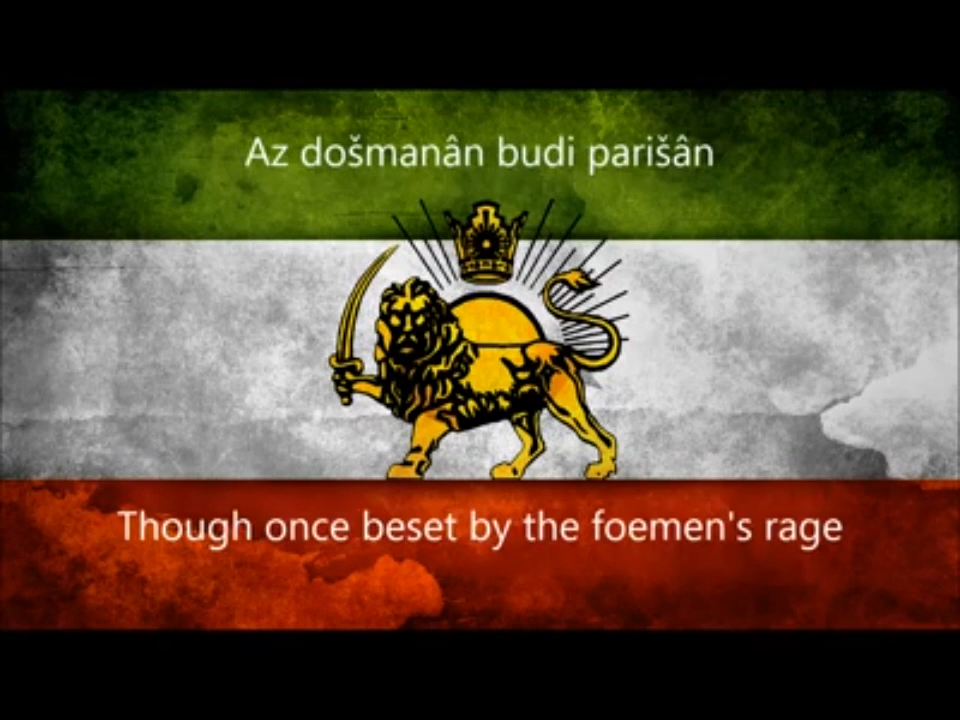 Az došmanân budi parišân
Though once beset by the foemen's rage